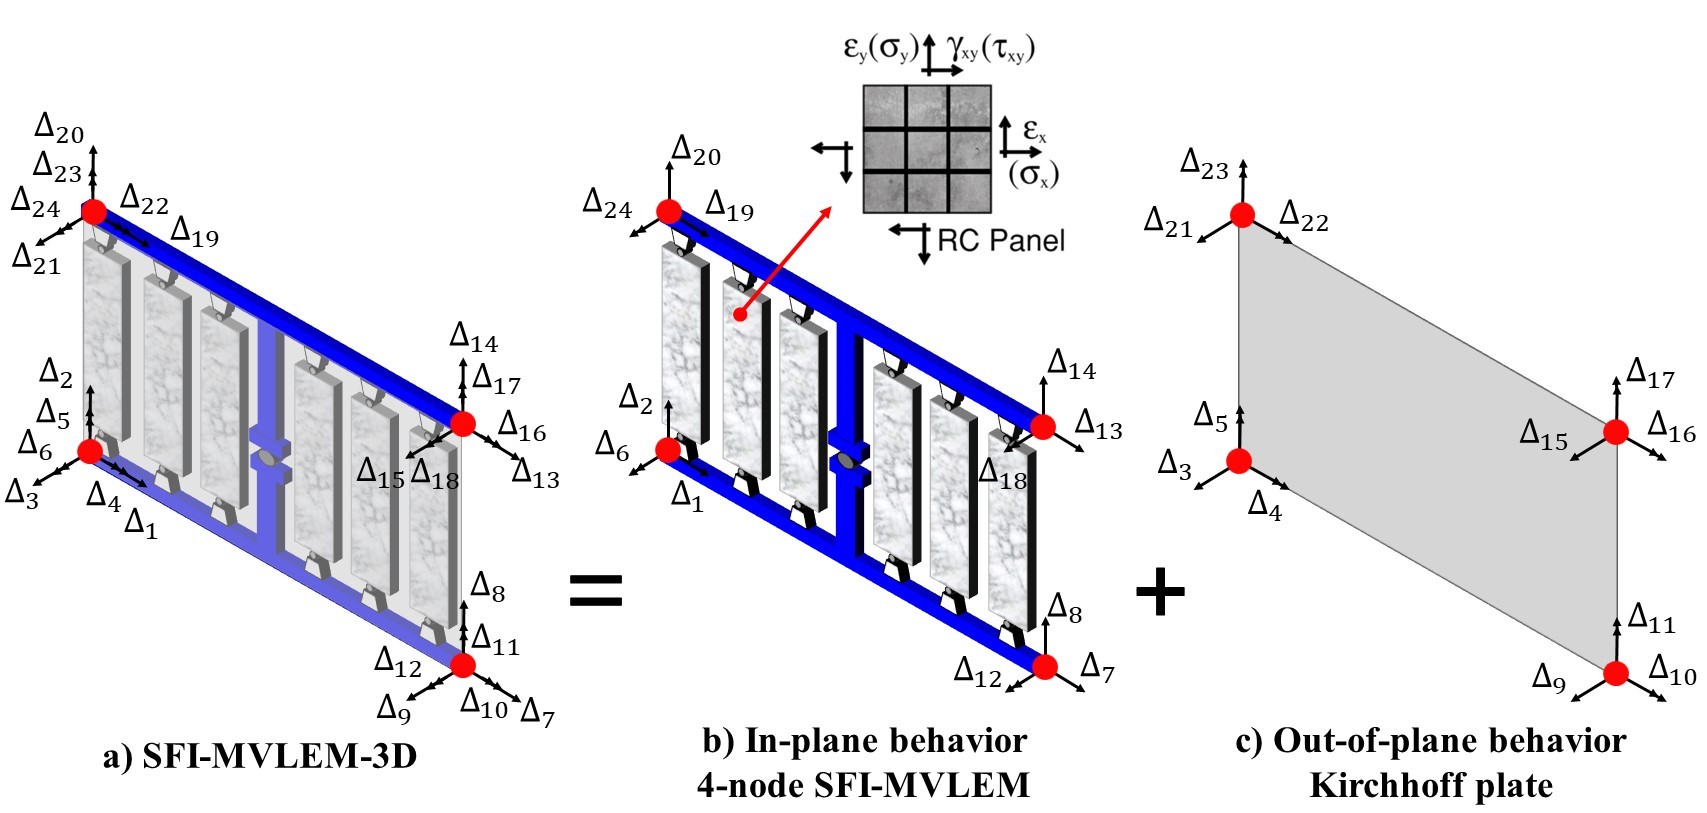 εy(σy) γxy(τxy)
εx
(σx)
RC Panel
Δ20
Δ23
Δ24 Δ22
Δ19
Δ21
Δ2
Δ5
Δ6
Δ3 Δ4
Δ1
Δ14
Δ17
Δ16
Δ15 Δ18 Δ13
Δ8
Δ11
Δ12
Δ9 Δ10 Δ7
=
Δ20
Δ24 Δ19
Δ2
Δ6
Δ1
Δ14
Δ13
Δ18
Δ8
Δ12 Δ7
+
Δ23
Δ21 Δ22
Δ5
Δ3
Δ4
Δ17
Δ15 Δ16
Δ11
Δ9 Δ10
a) SFI-MVLEM-3D
b) In-plane behavior
4-node SFI-MVLEM
c) Out-of-plane behavior
Kirchhoff plate